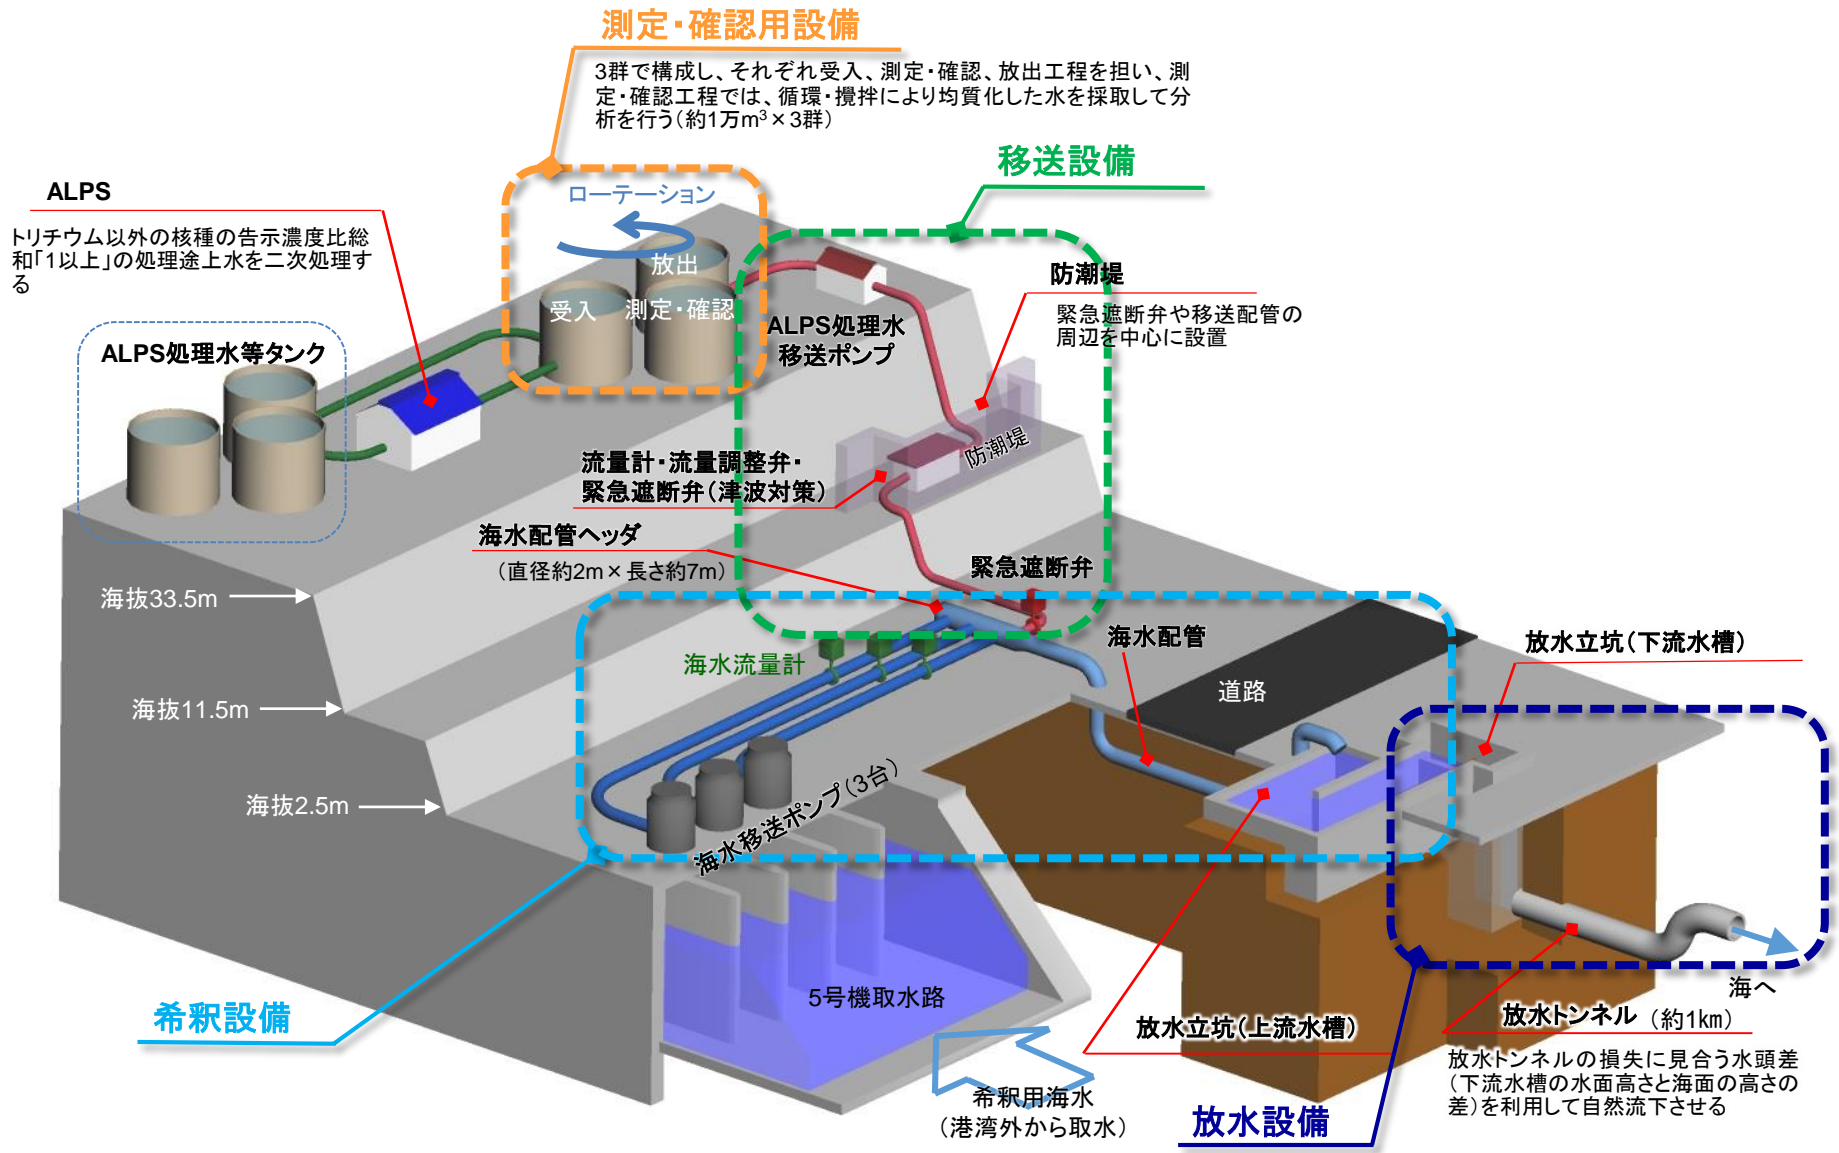 測定・確認用設備
3群で構成し、それぞれ受入、測定・確認、放出工程を担い、測
定・確認工程では、循環・攪拌により均質化した水を採取して分
析を行う(約1万m³×3群)
移送設備
ALPS
トリチウム以外の核種の告示濃度比総
和「1以上」の処理途上水を二次処理す
る
ローテーション
放出
受入
測定・確認
防潮堤
緊急遮断弁や移送配管の
周辺を中心に設置
ALPS処理水
移送ポンプ
ALPS処理水等タンク
防潮堤
流量計・流量調整弁・
緊急遮断弁(津波対策)
海水配管ヘッダ
(直径約2m×長さ約7m)
緊急遮断弁
海抜33.5m
海水配管
放水立坑(下流水槽)
海水流量計
道路
海抜11.5m
海抜2.5m
海水移送ポンプ(3台)
5号機取水路
海へ
希釈設備
放水立坑(上流水槽)
放水トンネル(約1km)
放水トンネルの損失に見合う水頭差
(下流水槽の水面高さと海面の高さの
差)を利用して自然流下させる
希釈用海水
(港湾外から取水)
放水設備